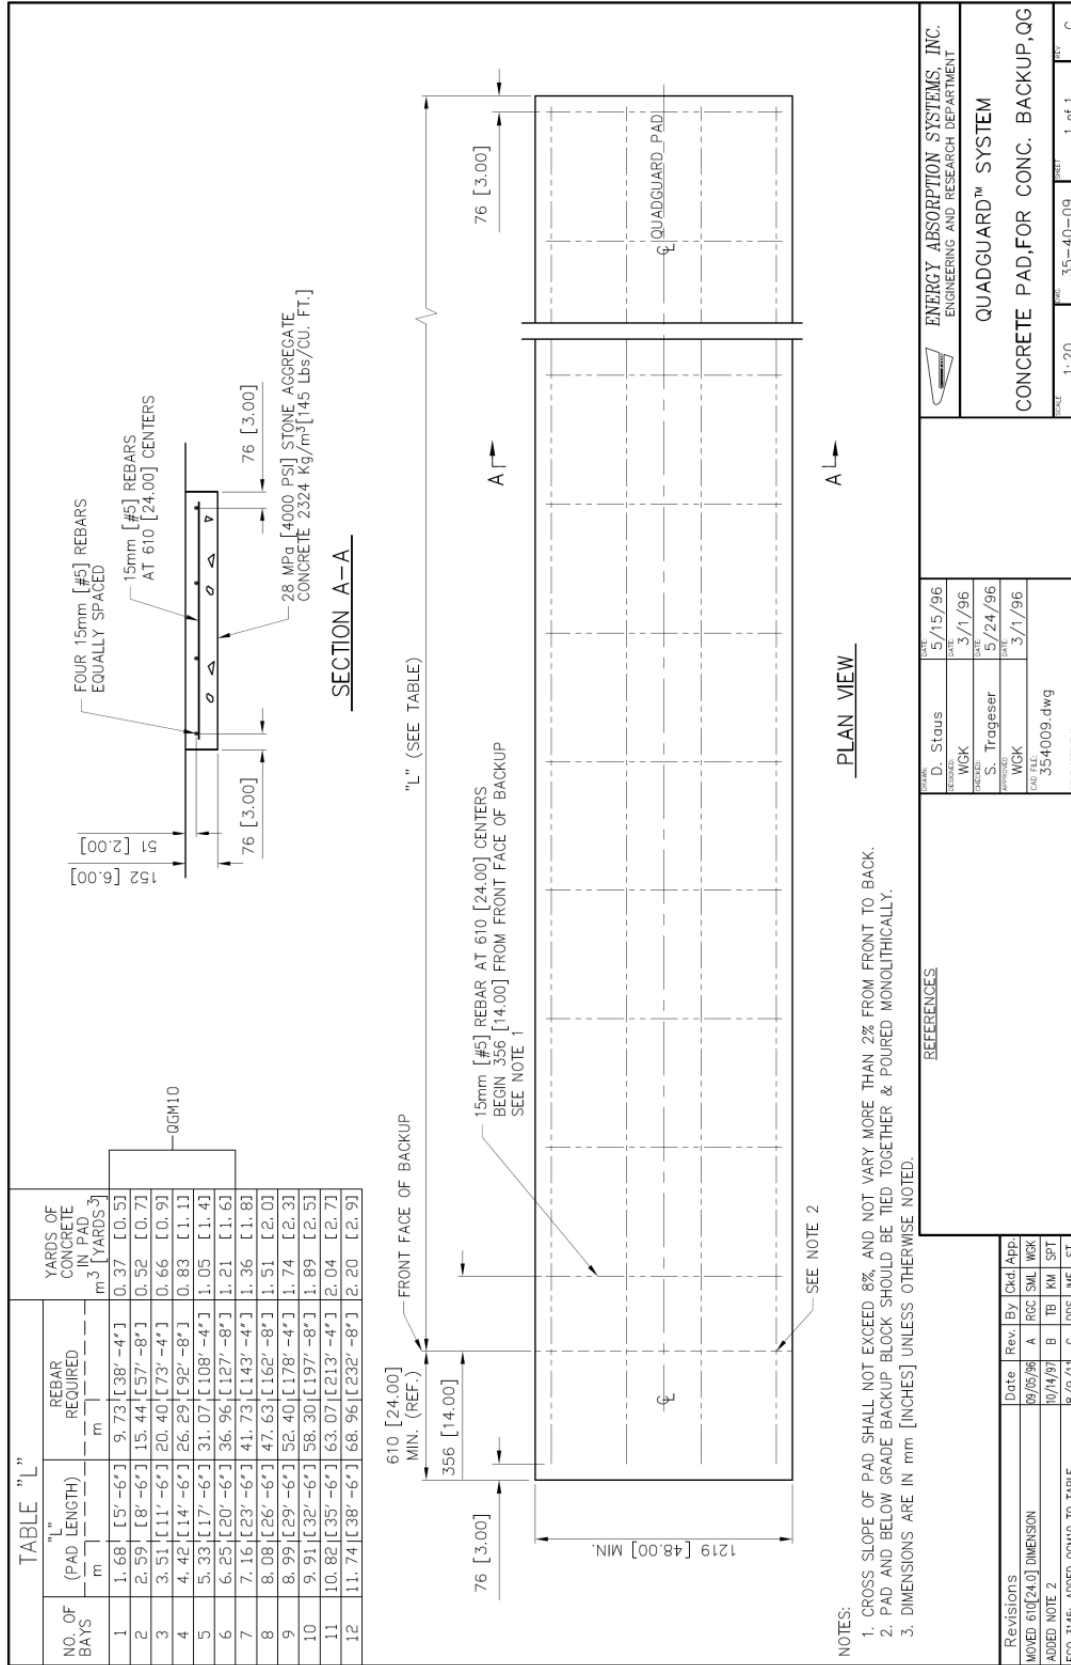 TABLE "L"
NO. OF BAYS
"L" (PAD LENGTH)
m
REBAR REQUIRED
m
YARDS OF CONCRETE IN PAD
m3 [YARDS3]
1 1.68 [5'-6"] 9.73 [38'-4"] 0.37 [0.5]
2 2.59 [8'-6"] 15.44 [57'-8"] 0.52 [0.7]
3 3.51 [11'-6"] 20.40 [73'-4"] 0.66 [0.9]
4 4.42 [14'-6"] 26.29 [92'-8"] 0.83 [1.1]
5 5.33 [17'-6"] 31.07 [108'-4"] 1.05 [1.4]
6 6.25 [20'-6"] 36.96 [127'-8"] 1.21 [1.6]
7 7.16 [23'-6"] 41.73 [143'-4"] 1.36 [1.8]
8 8.08 [26'-6"] 47.63 [162'-8"] 1.51 [2.0]
9 8.99 [29'-6"] 52.40 [178'-4"] 1.74 [2.3]
10 9.91 [32'-6"] 58.30 [197'-8"] 1.89 [2.5]
11 10.82 [35'-6"] 63.07 [213'-4"] 2.04 [2.7]
12 11.74 [38'-6"] 68.96 [232'-8"] 2.20 [2.9]
QGM10
152 [6.00]
51 [2.00]
FOUR 15mm [#5] REBARS
EQUALLY SPACED
15mm [#5] REBARS
AT 610 [24.00] CENTERS
76 [3.00]
76 [3.00]
28 MPa [4000 PSI] STONE AGGREGATE
CONCRETE 2324 Kg/m3[145 Lbs/CU. FT.]
SECTION A-A
610 [24.00]
MIN. (REF.)
356 [14.00]
FRONT FACE OF BACKUP
"L" (SEE TABLE)
15mm [#5] REBAR AT 610 [24.00] CENTERS
BEGIN 356 [14.00] FROM FRONT FACE OF BACKUP
SEE NOTE 1
76 [3.00]
76 [3.00]
A
A
QUADGUARD PAD
1219 [48.00] MIN.
SEE NOTE 2
PLAN VIEW
NOTES:
1. CROSS SLOPE OF PAD SHALL NOT EXCEED 8%, AND NOT VARY MORE THAN 2% FROM FRONT TO BACK.
2. PAD AND BELOW GRADE BACKUP BLOCK SHOULD BE TIED TOGETHER & POURED MONOLITHICALLY.
3. DIMENSIONS ARE IN mm [INCHES] UNLESS OTHERWISE NOTED.
Revisions Date Rev. By Ckd. App.
MOVED 610[24.0] DIMENSION 09/05/96 A RGC SML WGK
ADDED NOTE 2 10/14/97 B TB KM SPT
REFERENCES
DRAWN: D. Staus DATE: 5/15/96
DESIGNED: WGK DATE: 3/1/96
CHECKED: S. Trageser DATE: 5/24/96
APPROVED: WGK DATE: 3/1/96
CAD FILE: 354009.dwg
ENERGY ABSORPTION SYSTEMS, INC.
ENGINEERING AND RESEARCH DEPARTMENT
QUADGUARD™ SYSTEM
CONCRETE PAD,FOR CONC. BACKUP,QG
SCALE 1:20
DWG. 35-40-09
SHEET 1 of 1
REV C